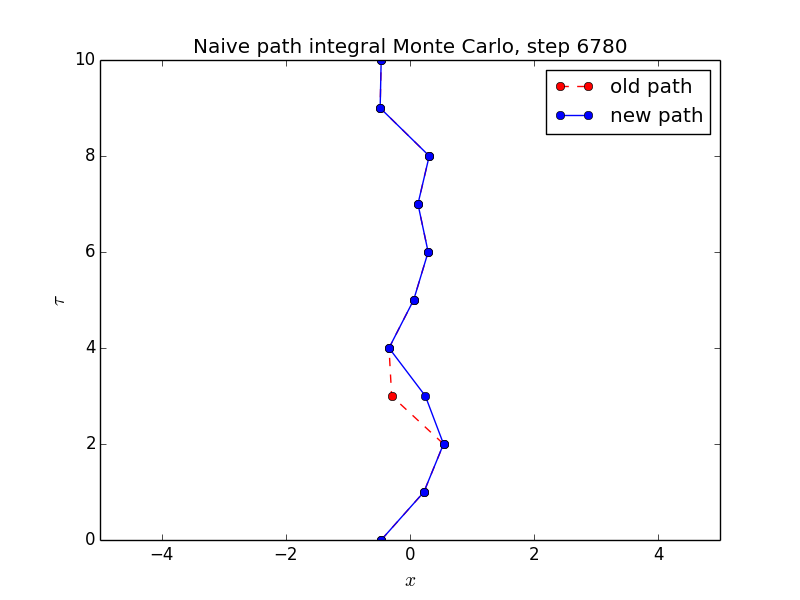 Naive path integral Monte Carlo, step 6780
old path
new path
10
8
6
4
2
0
τ
−4
−2
0
2
4
x